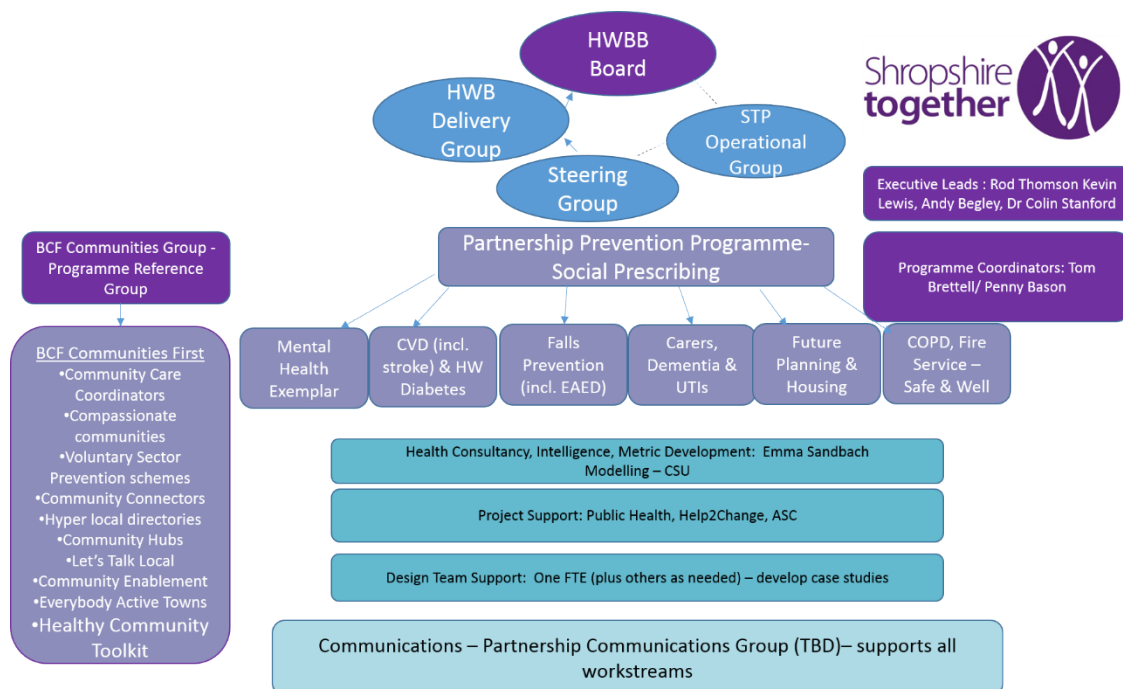 HWBB
Board
HWB
Delivery
Group
STP
Operational
Group
Steering
Group
Shropshire
together
Executive Leads : Rod Thomson Kevin
Lewis, Andy Begley, Dr Colin Stanford
Programme Coordinators: Tom
Brettell/ Penny Bason
BCF Communities Group -
Programme Reference
Group
BCF Communities First
•Community Care
Coordinators
•Compassionate
communities
•Voluntary Sector
Prevention schemes
•Community Connectors
•Hyper local directories
•Community Hubs
•Let's Talk Local
•Community Enablement
•Everybody Active Towns
•Healthy Community
Toolkit
Partnership Prevention Programme-
Social Prescribing
Mental
Health
Exemplar
CVD (incl.
stroke) & HW
Diabetes
Falls
Prevention
(incl. EAED)
Carers,
Dementia &
UTIs
Future
Planning &
Housing
COPD, Fire
Service –
Safe & Well
Health Consultancy, Intelligence, Metric Development:  Emma Sandbach
Modelling – CSU
Project Support: Public Health, Help2Change, ASC
Design Team Support:  One FTE (plus others as needed) – develop case studies
Communications – Partnership Communications Group (TBD)– supports all
workstreams